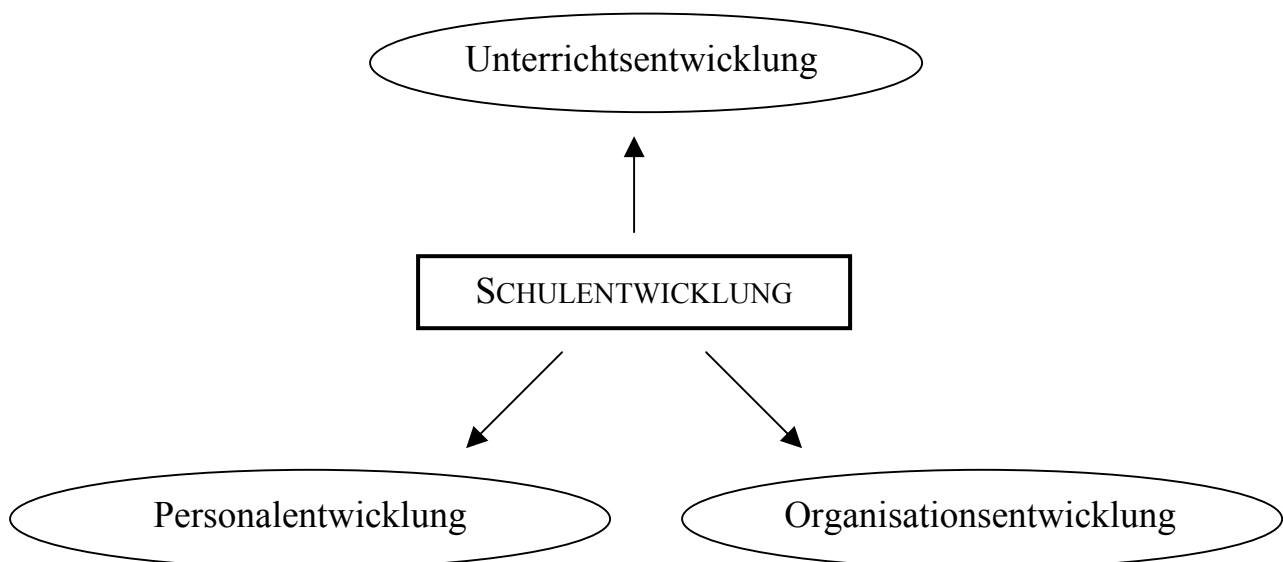 Unterrichtsentwicklung
SCHULENTWICKLUNG
Personalentwicklung
Organisationsentwicklung